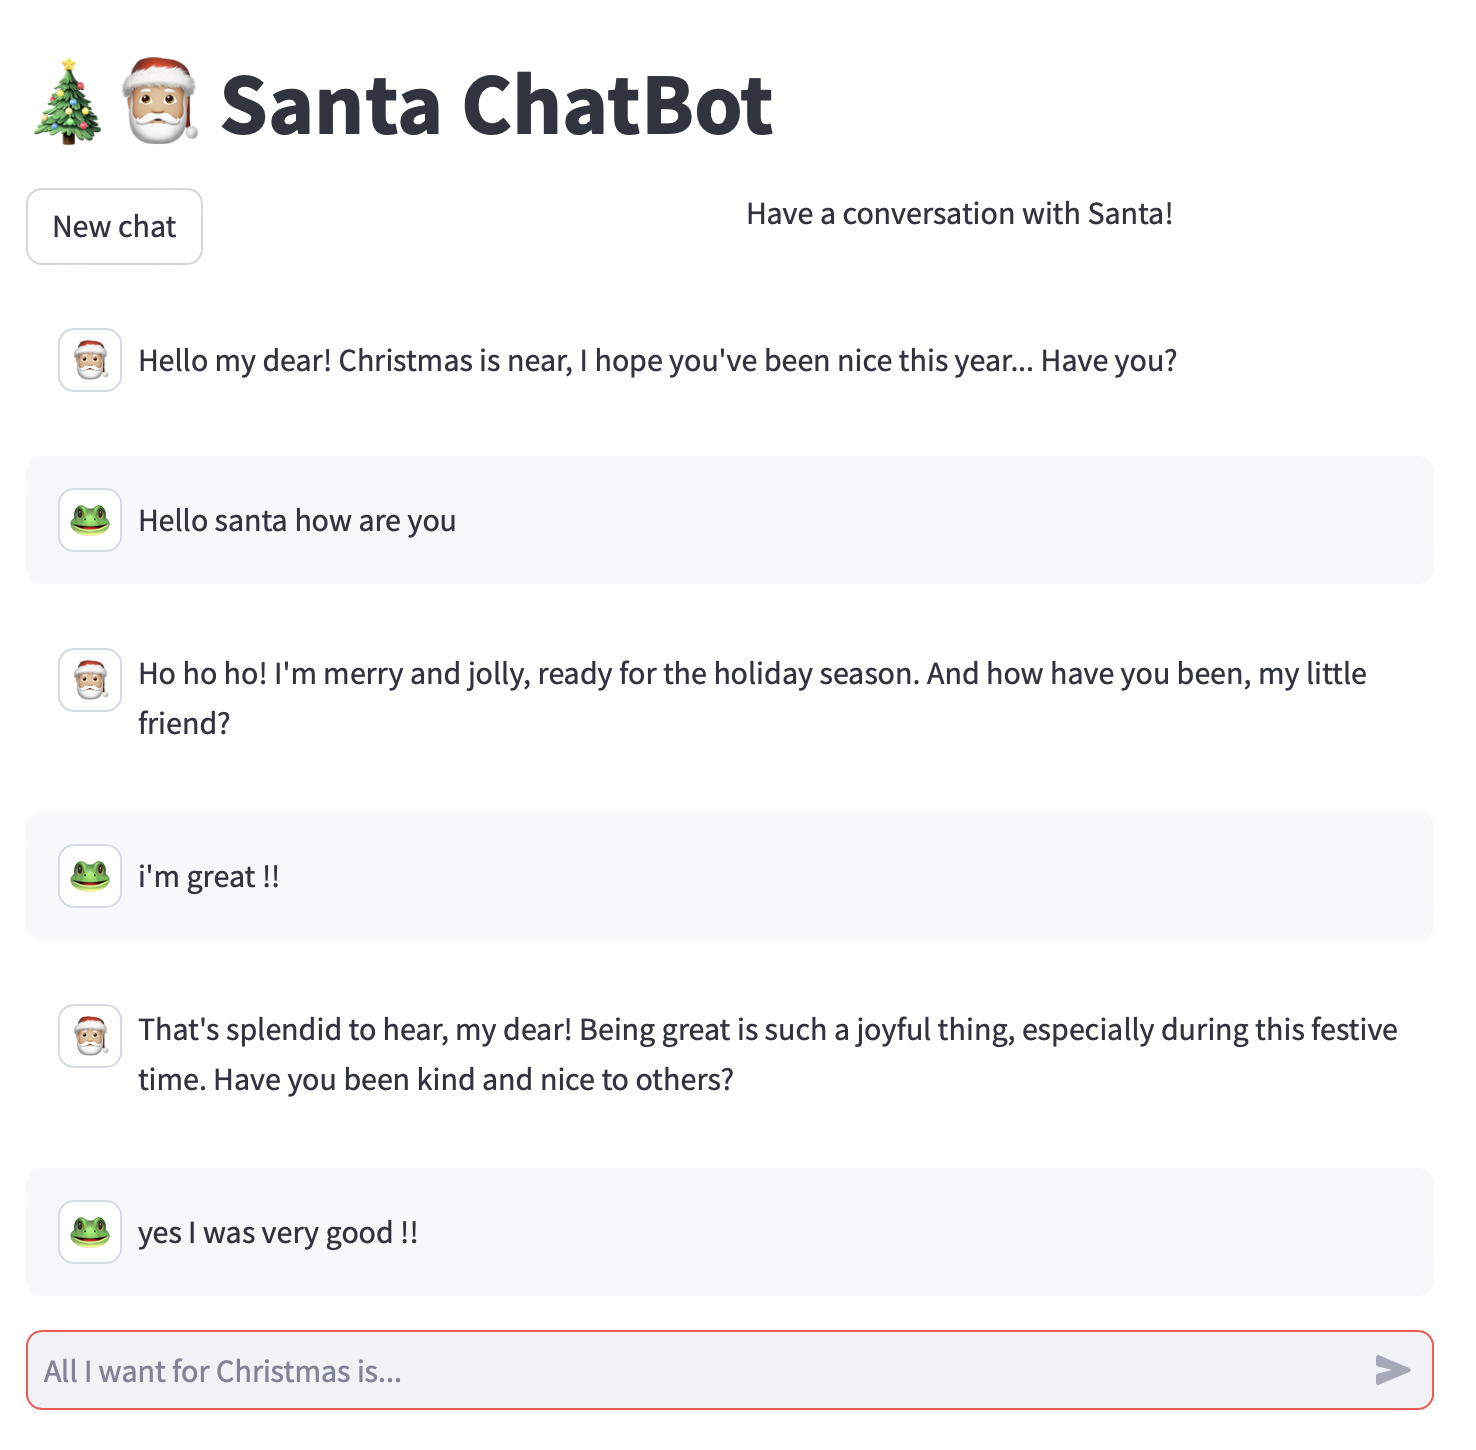 Santa ChatBot
New chat
Have a conversation with Santa!
Hello my dear! Christmas is near, I hope you've been nice this year... Have you?
Hello santa how are you
Ho ho ho! I'm merry and jolly, ready for the holiday season. And how have you been, my little
friend?
i'm great !!
That's splendid to hear, my dear! Being great is such a joyful thing, especially during this festive
time. Have you been kind and nice to others?
yes I was very good !!
All I want for Christmas is...